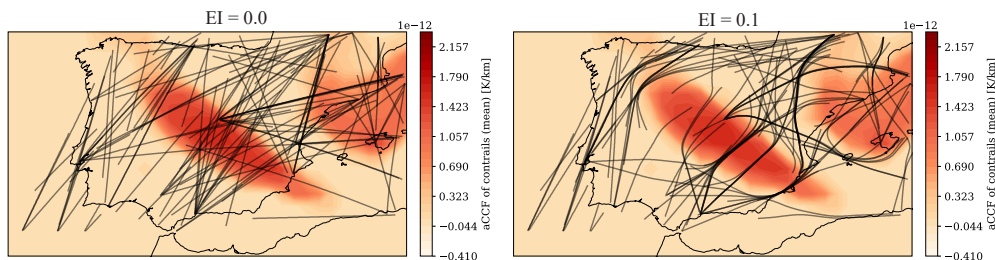 EI = 0.0
1e−12
2.157
1.790
1.423
1.057
0.690
0.323
−0.044
−0.410
aCCF of contrails (mean) [K/km]
EI = 0.1
1e−12
2.157
1.790
1.423
1.057
0.690
0.323
−0.044
−0.410
aCCF of contrails (mean) [K/km]